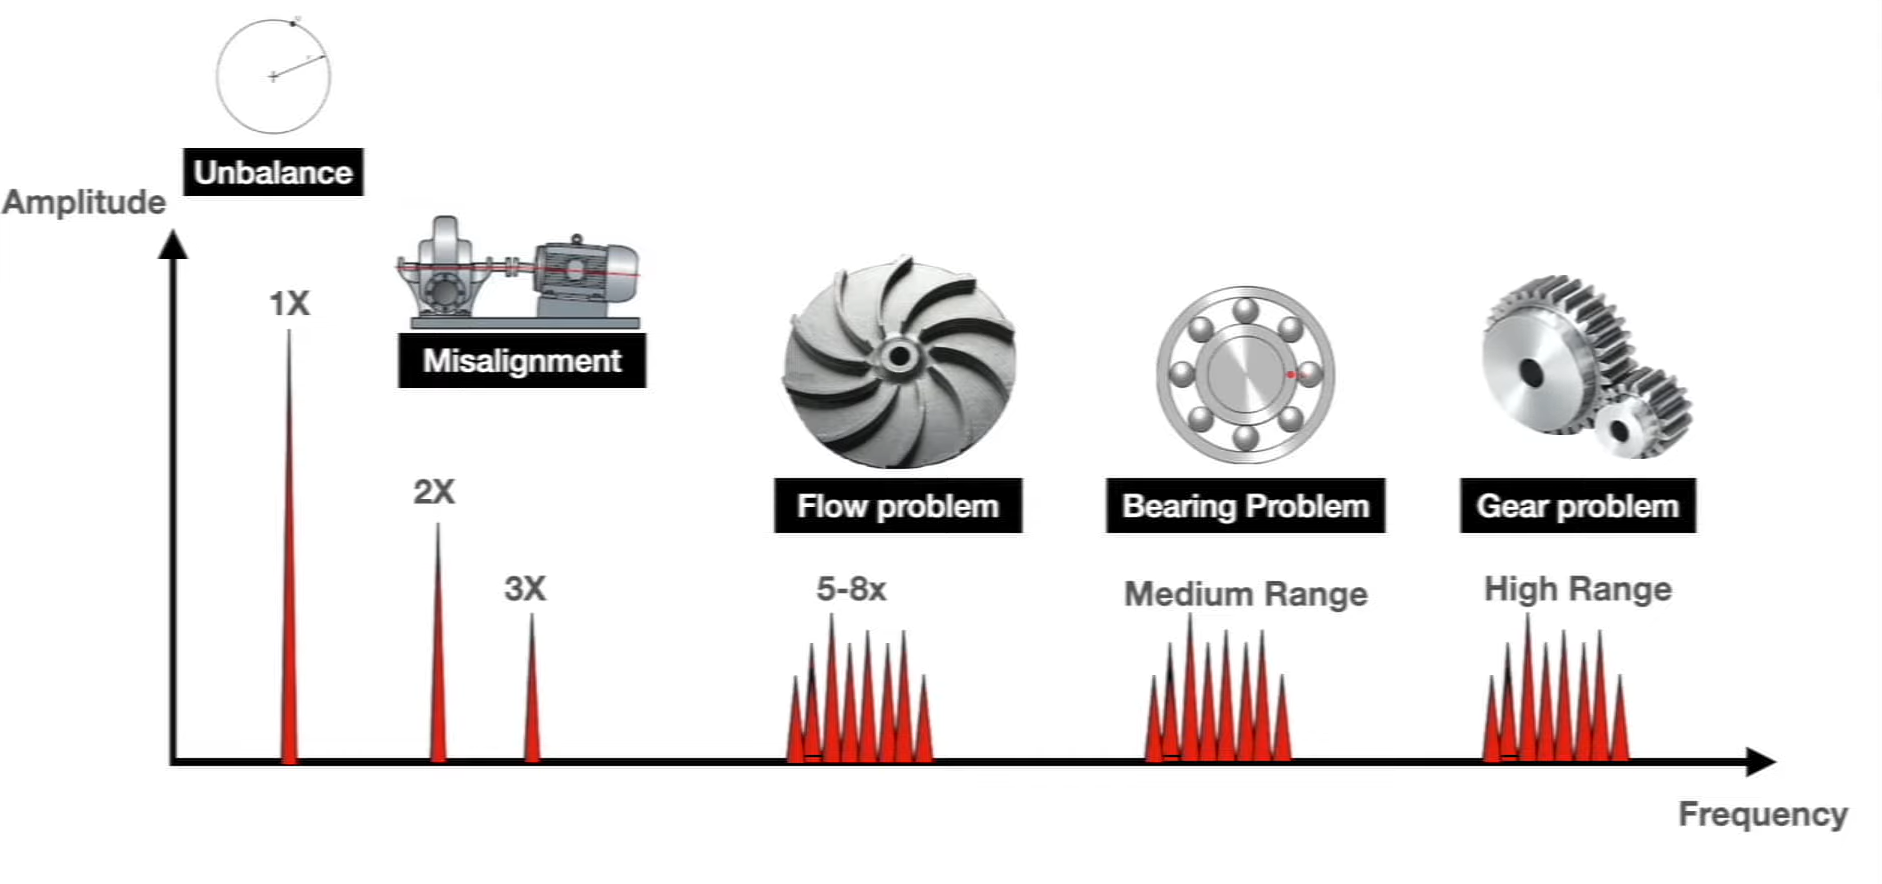 Unbalance
Amplitude
1X
Misalignment
2X
3X
Flow problem
Bearing Problem
Gear problem
5-8x
Medium Range
High Range
Frequency